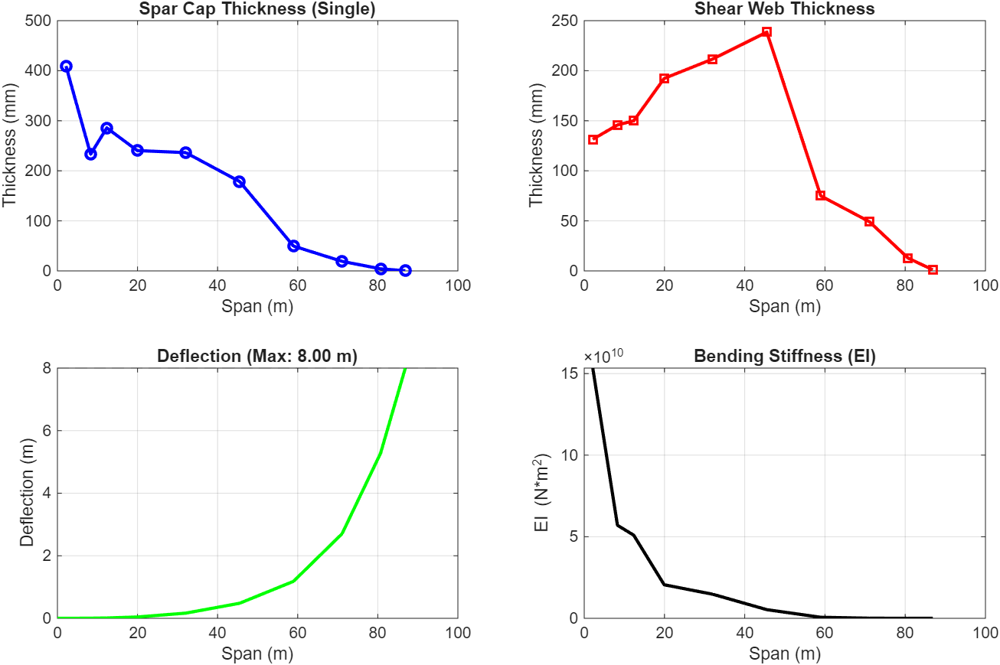 Spar Cap Thickness (Single)
Thickness (mm)
500
400
300
200
100
0
0 20 40 60 80 100
Span (m)
Shear Web Thickness
Thickness (mm)
250
200
150
100
50
0
0 20 40 60 80 100
Span (m)
Deflection (Max: 8.00 m)
Deflection (m)
8
6
4
2
0
0 20 40 60 80 100
Span (m)
×10¹⁰
Bending Stiffness (EI)
EI (N*m²)
15
10
5
0
0 20 40 60 80 100
Span (m)